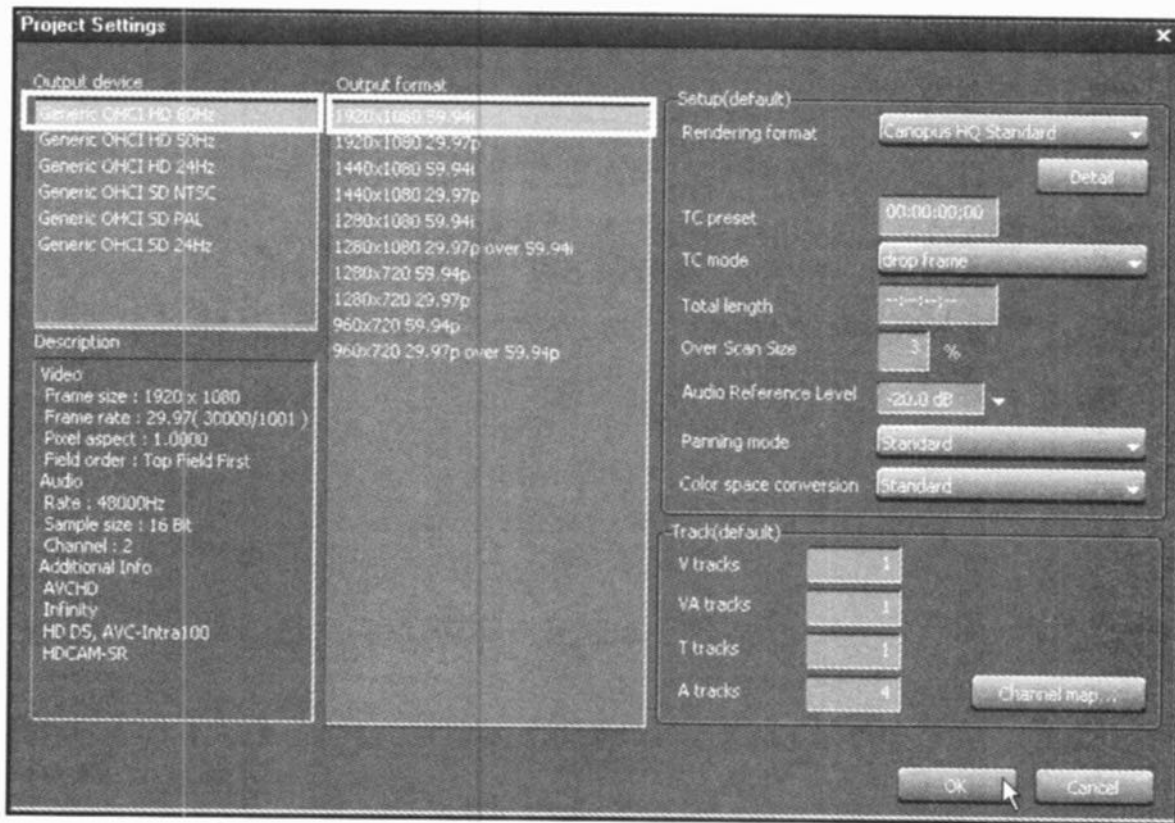 Project Settings
Output device
Generic OHCI HD 60Hz
Generic OHCI HD 50Hz
Generic OHCI HD 24Hz
Generic OHCI SD NTSC
Generic OHCI SD PAL
Generic OHCI SD 24Hz
Description
Video
Frame size : 1920 x 1080
Frame rate : 29.97( 30000/1001 )
Pixel aspect : 1.0000
Field order : Top Field First
Audio
Rate : 48000Hz
Sample size : 16 Bit
Channel : 2
Additional Info
AVCHD
Infinity
HD D5, AVC-Intra100
HDCAM-SR
Output format
1920x1080 59.94i
1920x1080 29.97p
1440x1080 59.94i
1440x1080 29.97p
1280x1080 59.94i
1280x1080 29.97p over 59.94i
1280x720 59.94p
1280x720 29.97p
960x720 59.94p
960x720 29.97p over 59.94p
Setup(default)
Rendering format Canopus HQ Standard
Detail
TC preset 00:00:00;00
TC mode drop frame
Total length --:--:--;--
Over Scan Size 3 %
Audio Reference Level -20.0 dB
Panning mode Standard
Color space conversion Standard
Track(default)
V tracks 1
VA tracks 1
T tracks 1
A tracks 4
Channel map...
OK
Cancel